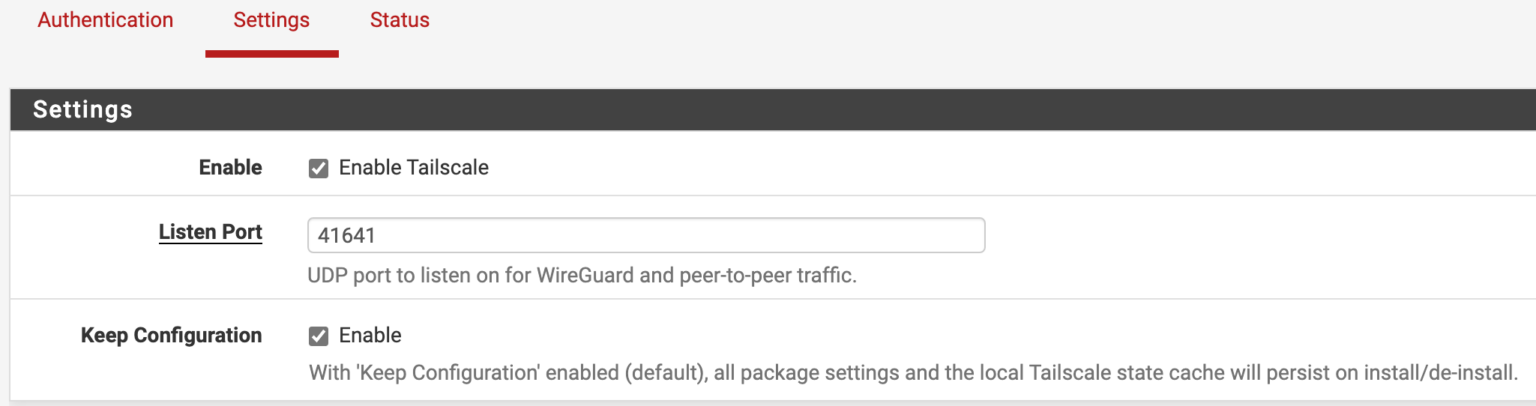 Authentication Settings Status
Settings
Enable Enable Tailscale
Listen Port 41641
UDP port to listen on for WireGuard and peer-to-peer traffic.
Keep Configuration Enable
With 'Keep Configuration' enabled (default), all package settings and the local Tailscale state cache will persist on install/de-install.